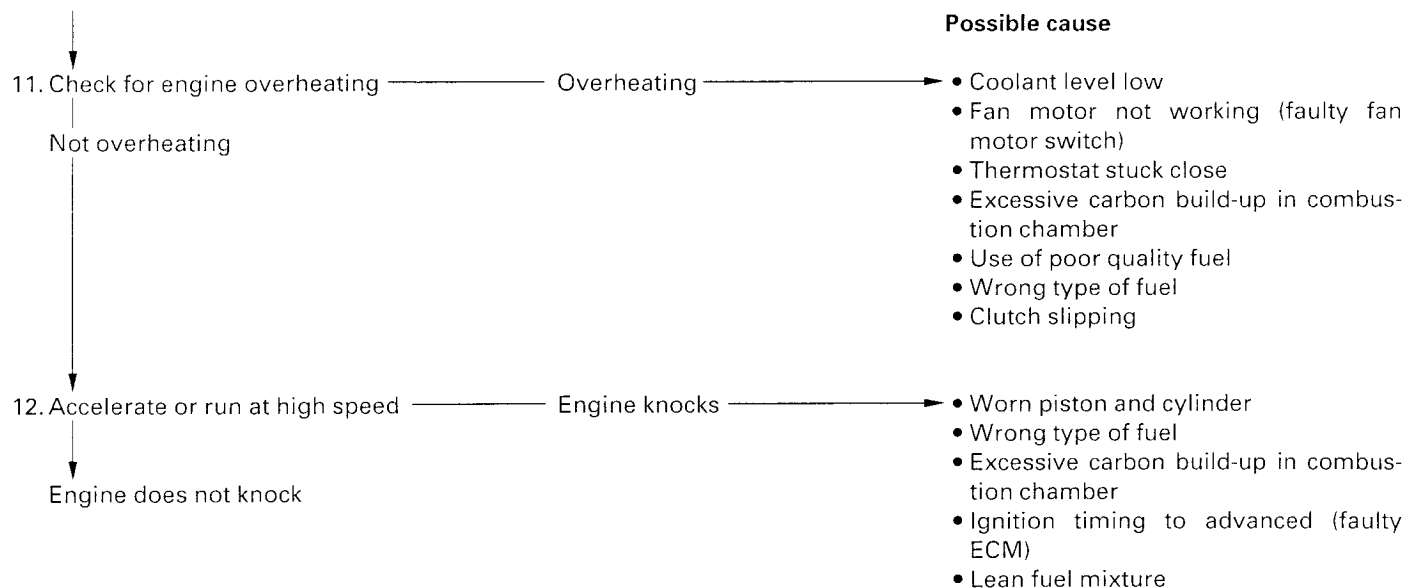 Possible cause
11. Check for engine overheating
Overheating
• Coolant level low
• Fan motor not working (faulty fan
motor switch)
• Thermostat stuck close
• Excessive carbon build-up in combus-
tion chamber
• Use of poor quality fuel
• Wrong type of fuel
• Clutch slipping
Not overheating
12. Accelerate or run at high speed
Engine knocks
• Worn piston and cylinder
• Wrong type of fuel
• Excessive carbon build-up in combus-
tion chamber
• Ignition timing to advanced (faulty
ECM)
• Lean fuel mixture
Engine does not knock